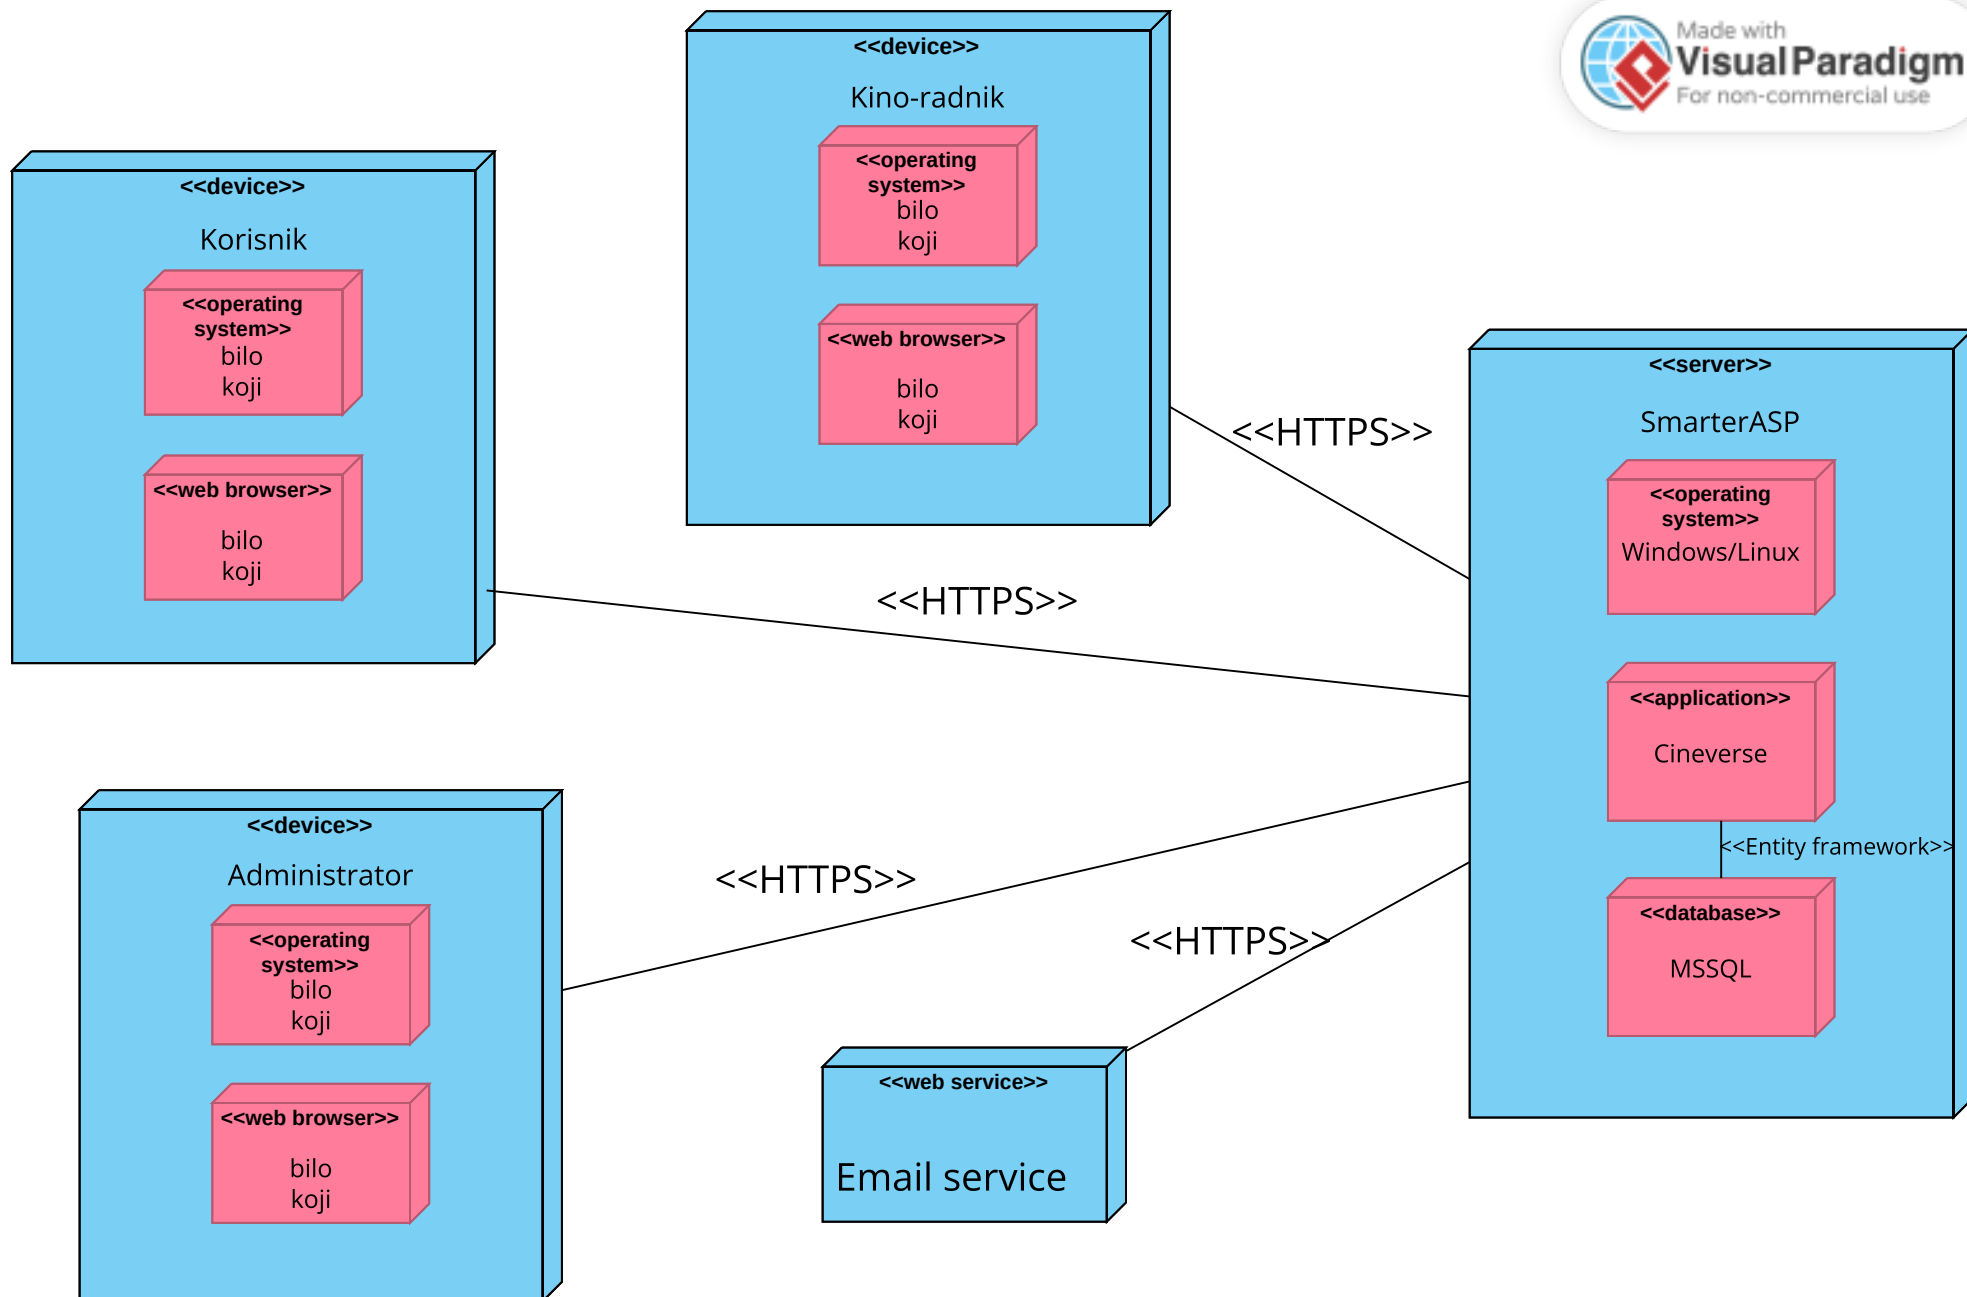 Made with
Visual Paradigm
For non-commercial use
<<device>>
Kino-radnik
<<operating
system>>
bilo
koji
<<web browser>>
bilo
koji
<<device>>
Korisnik
<<operating
system>>
bilo
koji
<<web browser>>
bilo
koji
<<HTTPS>>
<<HTTPS>>
<<server>>
SmarterASP
<<operating
system>>
Windows/Linux
<<application>>
Cineverse
<<Entity framework>>
<<database>>
MSSQL
<<device>>
Administrator
<<operating
system>>
bilo
koji
<<web browser>>
bilo
koji
<<HTTPS>>
<<HTTPS>>
<<web service>>
Email service